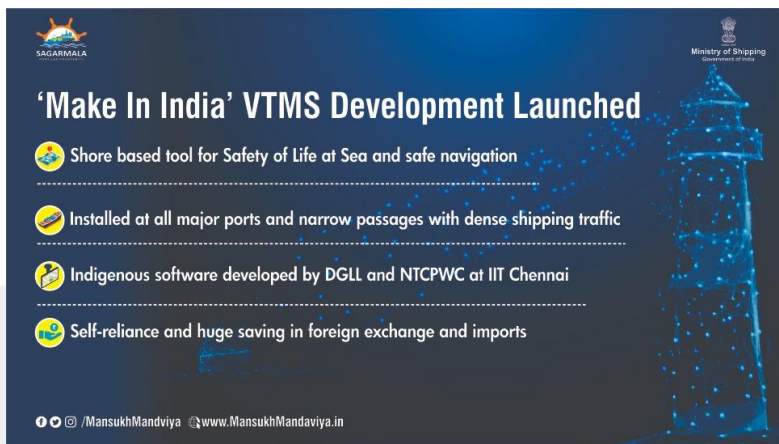 SAGARMALA
PORT-LED PROSPERITY
Ministry of Shipping
Government of India
‘Make In India’ VTMS Development Launched
Shore based tool for Safety of Life at Sea and safe navigation
Installed at all major ports and narrow passages with dense shipping traffic
Indigenous software developed by DGLL and NTCPWC at IIT Chennai
Self-reliance and huge saving in foreign exchange and imports
/MansukhMandviya www.MansukhMandaviya.in